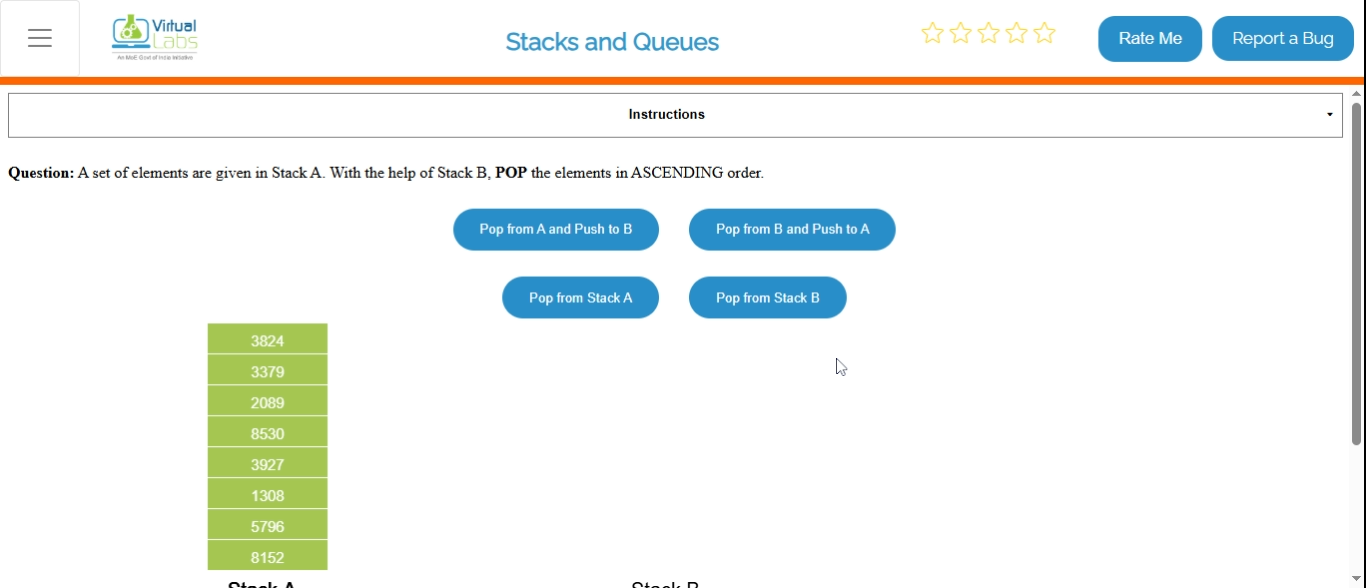 Virtual
Labs
An MoE Govt of India Initiative
Stacks and Queues
Rate Me
Report a Bug
Instructions
Question: A set of elements are given in Stack A. With the help of Stack B, POP the elements in ASCENDING order.
Pop from A and Push to B
Pop from B and Push to A
Pop from Stack A
Pop from Stack B
3824
3379
2089
8530
3927
1308
5796
8152
Stack A
Stack B